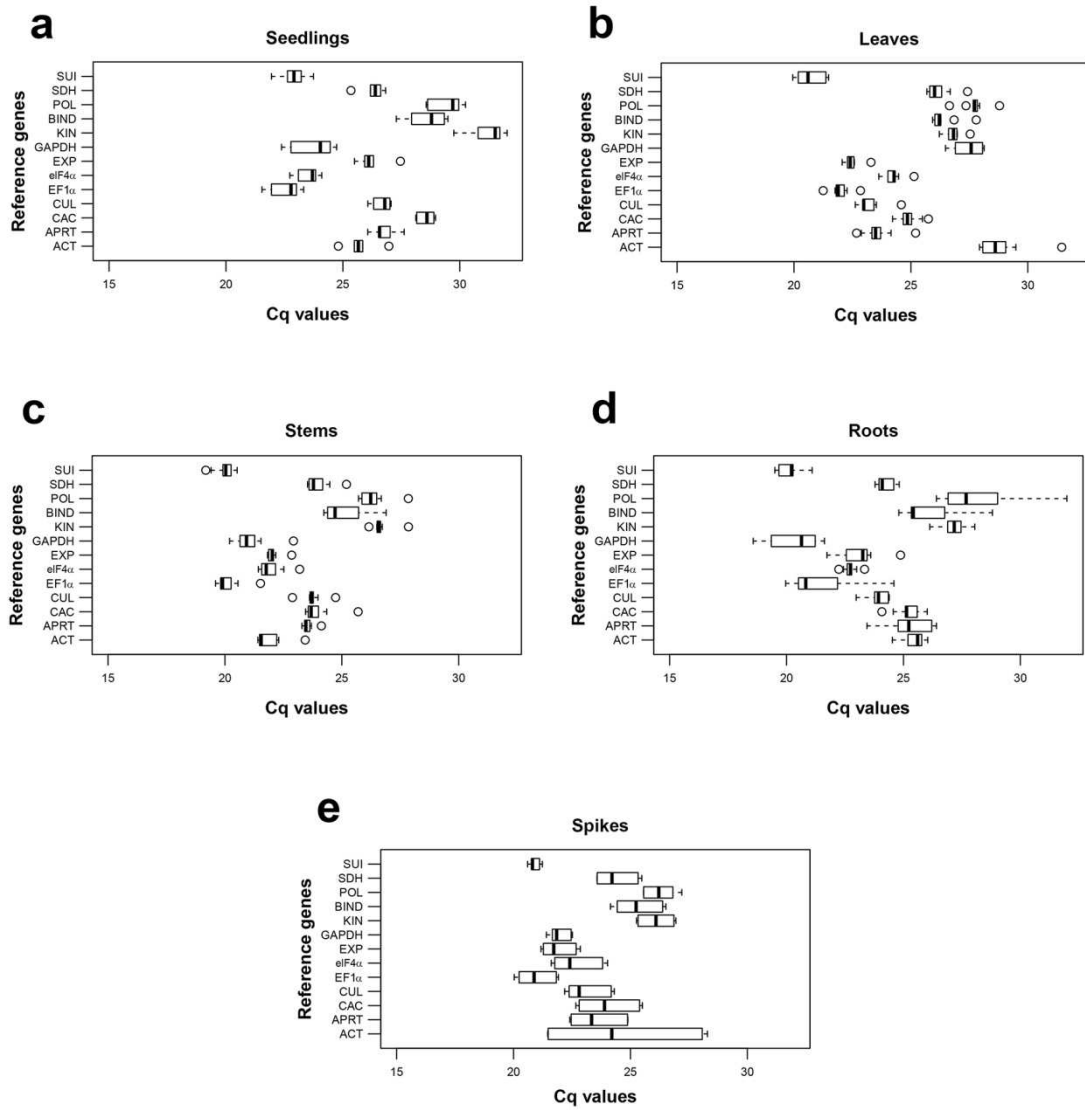 a
Seedlings
Reference genes
SUI
SDH
POL
BIND
KIN
GAPDH
EXP
eIF4α
EF1α
CUL
CAC
APRT
ACT
15 20 25 30
Cq values
b
Leaves
Reference genes
SUI
SDH
POL
BIND
KIN
GAPDH
EXP
eIF4α
EF1α
CUL
CAC
APRT
ACT
15 20 25 30
Cq values
c
Stems
Reference genes
SUI
SDH
POL
BIND
KIN
GAPDH
EXP
eIF4α
EF1α
CUL
CAC
APRT
ACT
15 20 25 30
Cq values
d
Roots
Reference genes
SUI
SDH
POL
BIND
KIN
GAPDH
EXP
eIF4α
EF1α
CUL
CAC
APRT
ACT
15 20 25 30
Cq values
e
Spikes
Reference genes
SUI
SDH
POL
BIND
KIN
GAPDH
EXP
eIF4α
EF1α
CUL
CAC
APRT
ACT
15 20 25 30
Cq values